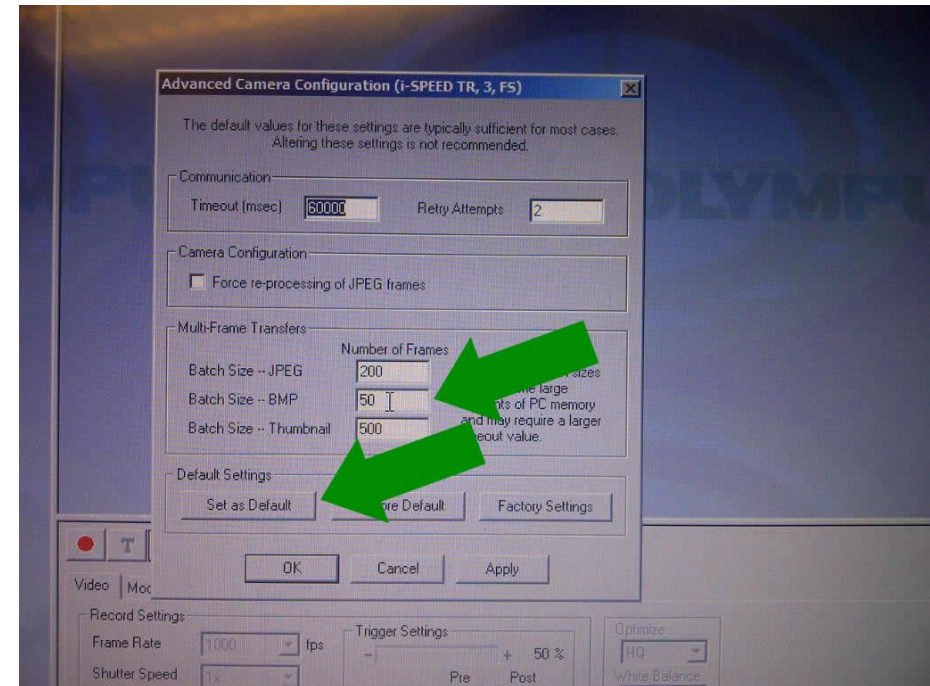 Advanced Camera Configuration (i-SPEED TR, 3, FS)
The default values for these settings are typically sufficient for most cases.
Altering these settings is not recommended.
Communication
Timeout (msec) 60000 Retry Attempts 2
Camera Configuration
Force re-processing of JPEG frames
Multi-Frame Transfers
Number of Frames
Batch Size -- JPEG 200 sizes
large
Batch Size -- BMP 50 of PC memory
and may require a larger
Batch Size -- Thumbnail 500 value.
Default Settings
Set as Default Default Factory Settings
OK Cancel Apply
OLYMPU
T
Video
Record Settings
Frame Rate 1000 fps
Trigger Settings
- + 50 %
Pre Post
Shutter Speed 1x
Optimize
HQ
White Balance